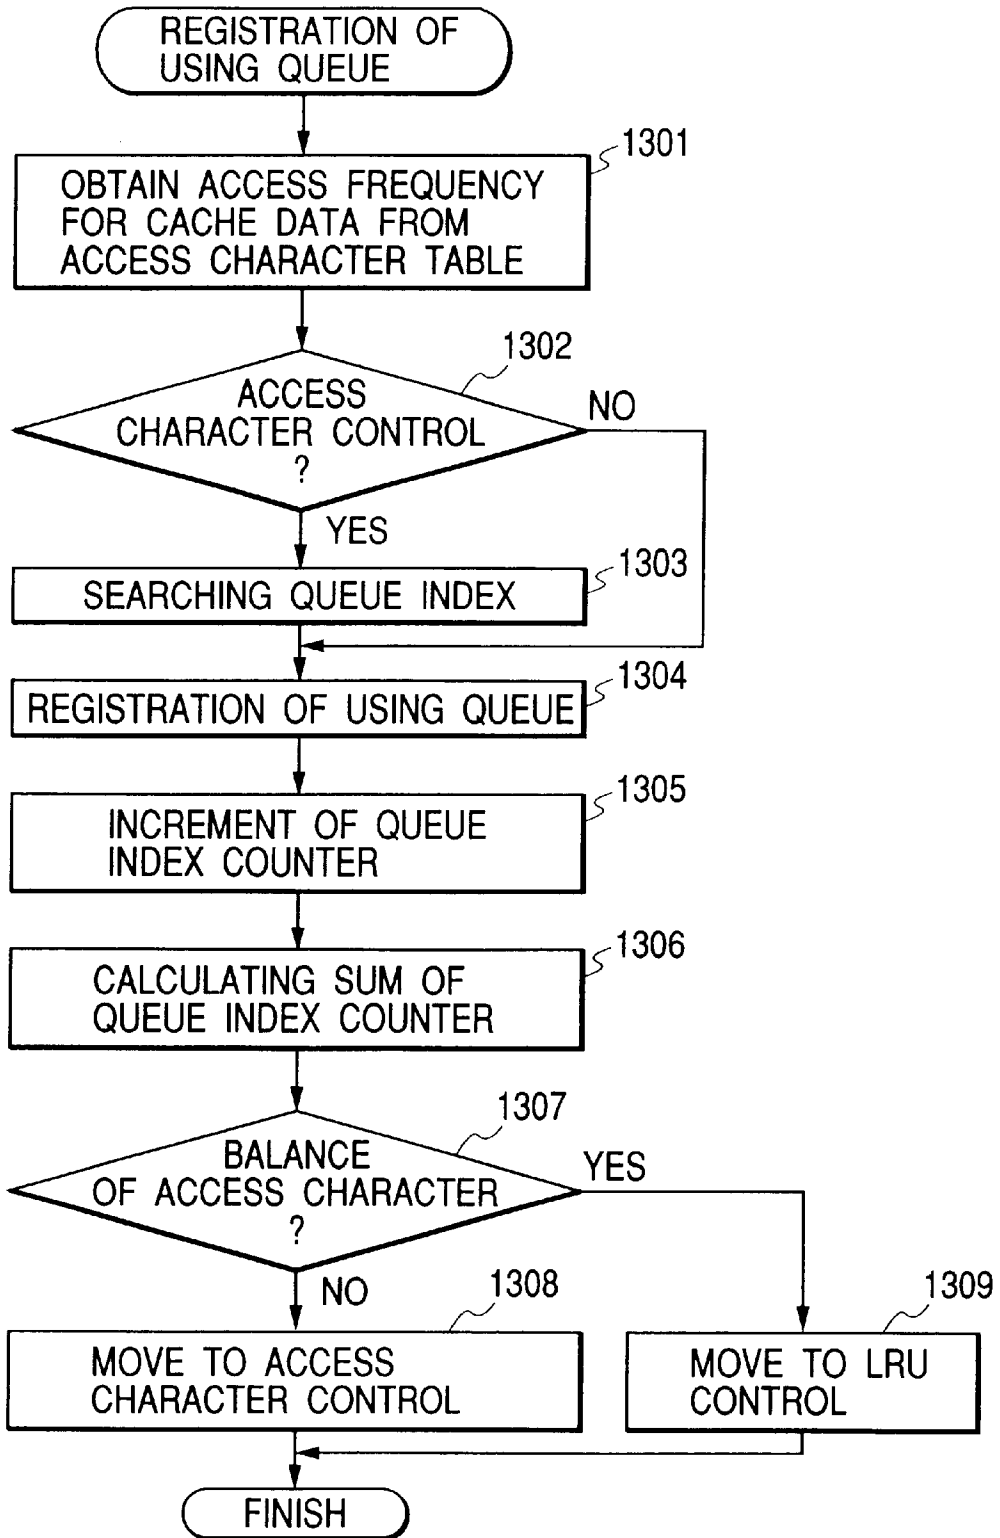 REGISTRATION OF
USING QUEUE
1301
OBTAIN ACCESS FREQUENCY
FOR CACHE DATA FROM
ACCESS CHARACTER TABLE
1302
ACCESS
CHARACTER CONTROL
?
NO
YES
1303
SEARCHING QUEUE INDEX
1304
REGISTRATION OF USING QUEUE
1305
INCREMENT OF QUEUE
INDEX COUNTER
1306
CALCULATING SUM OF
QUEUE INDEX COUNTER
1307
BALANCE
OF ACCESS CHARACTER
?
YES
NO
1308
MOVE TO ACCESS
CHARACTER CONTROL
1309
MOVE TO LRU
CONTROL
FINISH